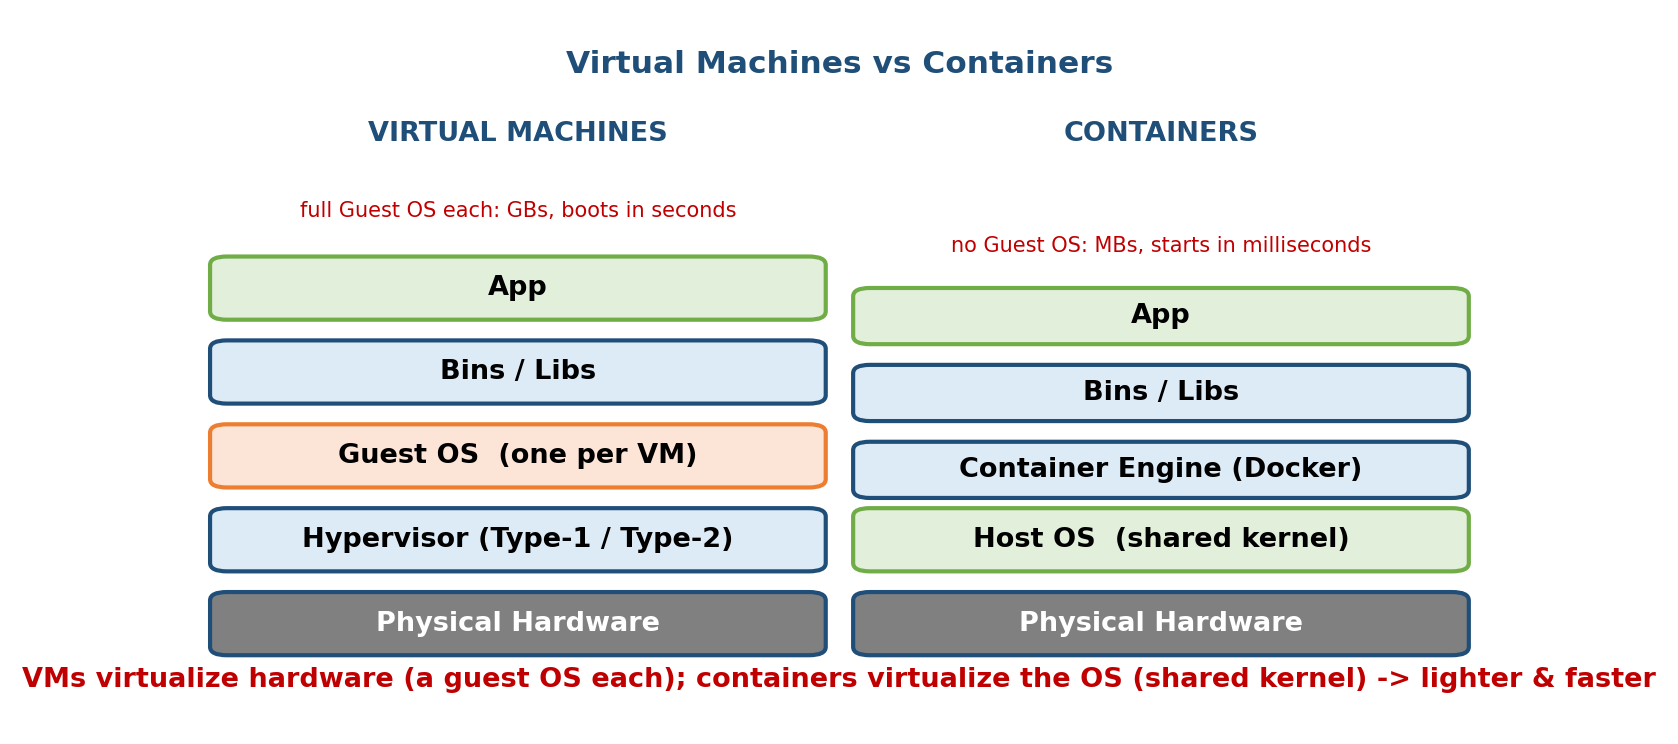 Virtual Machines vs Containers
VIRTUAL MACHINES
full Guest OS each: GBs, boots in seconds
App
Bins / Libs
Guest OS  (one per VM)
Hypervisor (Type-1 / Type-2)
Physical Hardware
CONTAINERS
no Guest OS: MBs, starts in milliseconds
App
Bins / Libs
Container Engine (Docker)
Host OS  (shared kernel)
Physical Hardware
VMs virtualize hardware (a guest OS each); containers virtualize the OS (shared kernel) -> lighter & faster